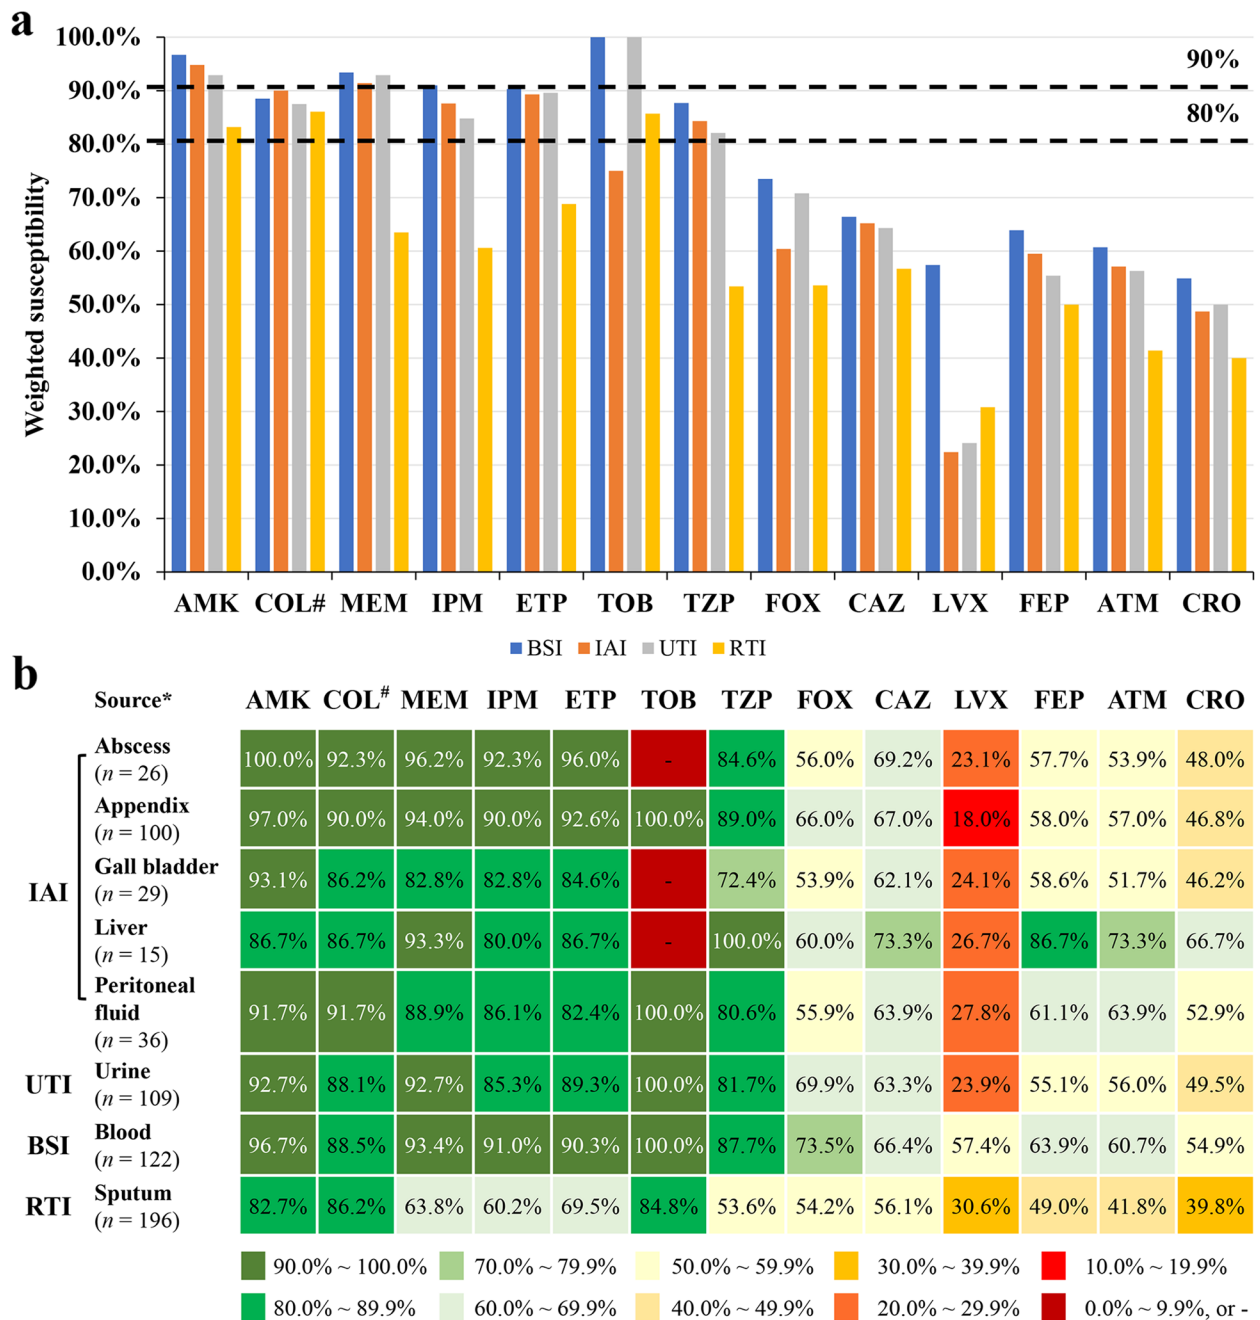 a
100.0%
90.0%
80.0%
70.0%
60.0%
50.0%
40.0%
30.0%
20.0%
10.0%
0.0%
Weighted susceptibility
90%
80%
AMK COL# MEM IPM ETP TOB TZP FOX CAZ LVX FEP ATM CRO
BSI IAI UTI RTI
b
Source* AMK COL# MEM IPM ETP TOB TZP FOX CAZ LVX FEP ATM CRO
IAI
Abscess
(n = 26)
100.0% 92.3% 96.2% 92.3% 96.0% - 84.6% 56.0% 69.2% 23.1% 57.7% 53.9% 48.0%
Appendix
(n = 100)
97.0% 90.0% 94.0% 90.0% 92.6% 100.0% 89.0% 66.0% 67.0% 18.0% 58.0% 57.0% 46.8%
Gall bladder
(n = 29)
93.1% 86.2% 82.8% 82.8% 84.6% - 72.4% 53.9% 62.1% 24.1% 58.6% 51.7% 46.2%
Liver
(n = 15)
86.7% 86.7% 93.3% 80.0% 86.7% - 100.0% 60.0% 73.3% 26.7% 86.7% 73.3% 66.7%
Peritoneal
fluid
(n = 36)
91.7% 91.7% 88.9% 86.1% 82.4% 100.0% 80.6% 55.9% 63.9% 27.8% 61.1% 63.9% 52.9%
UTI
Urine
(n = 109)
92.7% 88.1% 92.7% 85.3% 89.3% 100.0% 81.7% 69.9% 63.3% 23.9% 55.1% 56.0% 49.5%
BSI
Blood
(n = 122)
96.7% 88.5% 93.4% 91.0% 90.3% 100.0% 87.7% 73.5% 66.4% 57.4% 63.9% 60.7% 54.9%
RTI
Sputum
(n = 196)
82.7% 86.2% 63.8% 60.2% 69.5% 84.8% 53.6% 54.2% 56.1% 30.6% 49.0% 41.8% 39.8%
90.0% ~ 100.0% 70.0% ~ 79.9% 50.0% ~ 59.9% 30.0% ~ 39.9% 10.0% ~ 19.9%
80.0% ~ 89.9% 60.0% ~ 69.9% 40.0% ~ 49.9% 20.0% ~ 29.9% 0.0% ~ 9.9%, or -